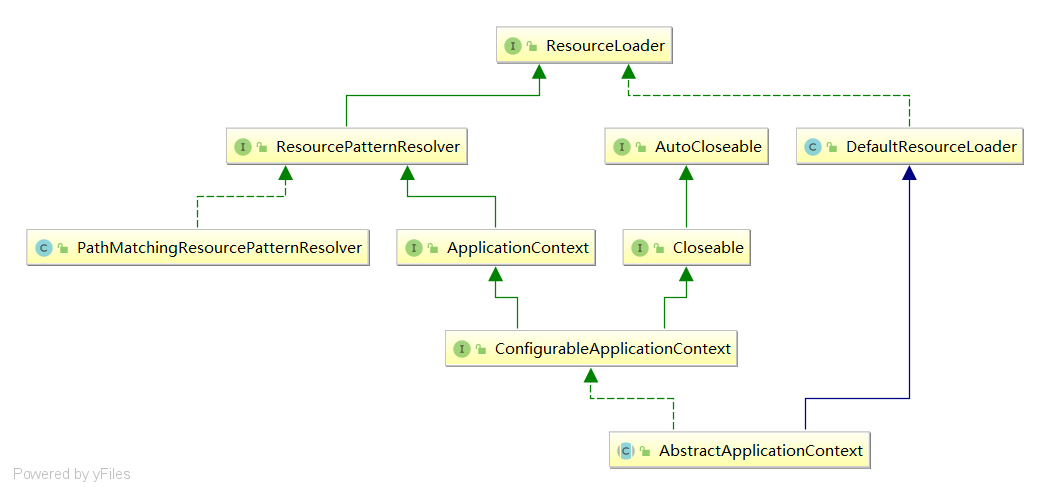 I ResourceLoader
I ResourcePatternResolver
I AutoCloseable
C DefaultResourceLoader
C PathMatchingResourcePatternResolver
I ApplicationContext
I Closeable
I ConfigurableApplicationContext
C AbstractApplicationContext
Powered by yFiles